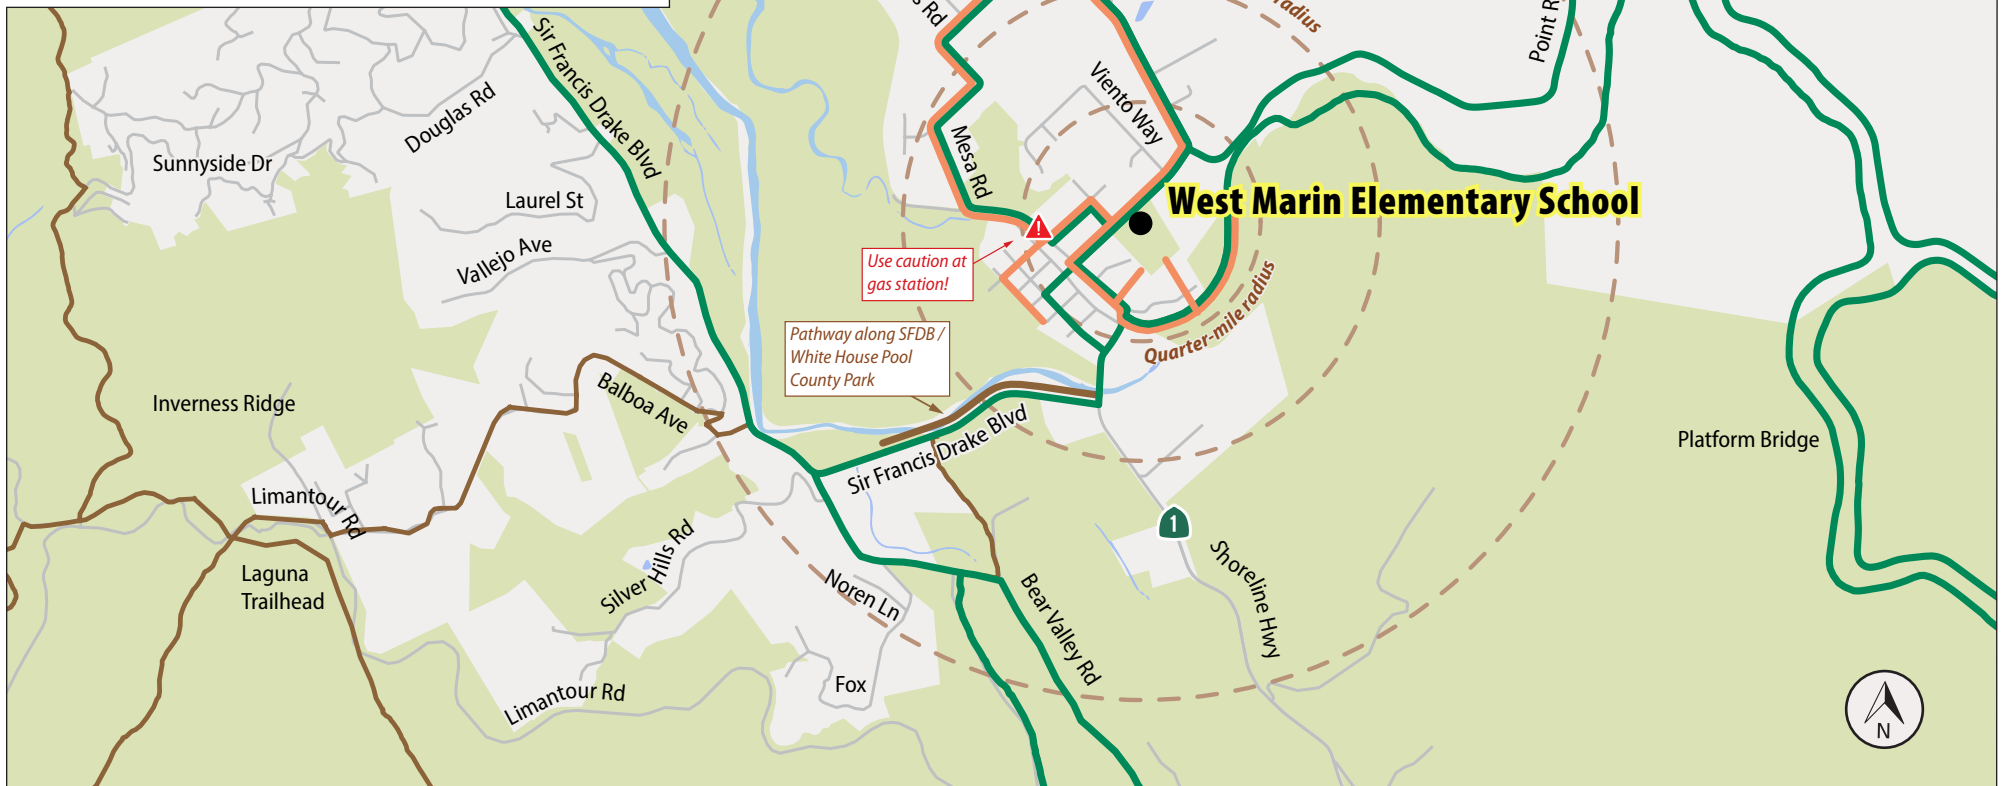 s Rd
radius
Point R
Sir Francis Drake Blvd
Viento Way
Douglas Rd
Mesa Rd
Sunnyside Dr
Laurel St
West Marin Elementary School
Vallejo Ave
Use caution at
gas station!
Quarter-mile radius
Pathway along SFDB /
White House Pool
County Park
Balboa Ave
Inverness Ridge
Sir Francis Drake Blvd
Platform Bridge
Limantour Rd
1
Silver Hills Rd
Shoreline Hwy
Laguna
Trailhead
Noren Ln
Bear Valley Rd
Fox
Limantour Rd
N